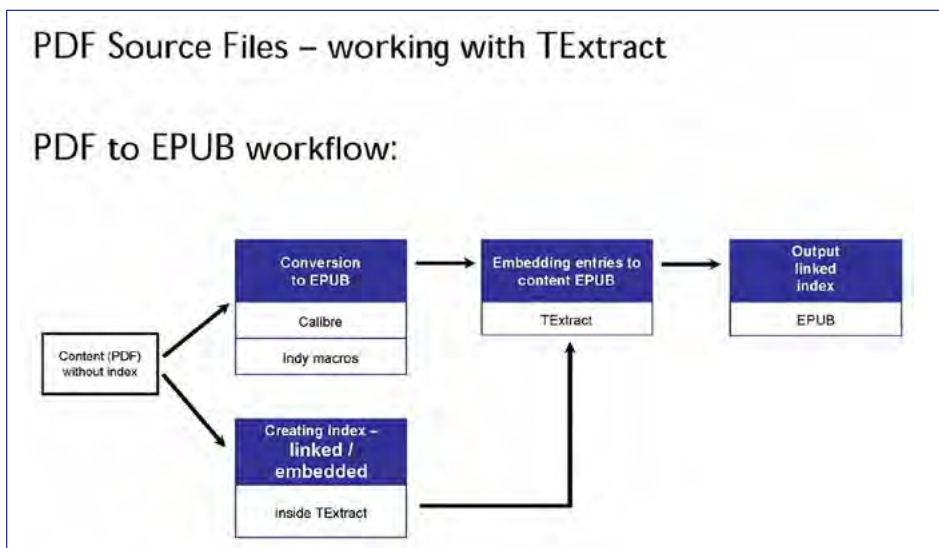 PDF Source Files – working with TExtract
PDF to EPUB workflow:
Content (PDF)
without index
Conversion
to EPUB
Calibre
Indy macros
Creating index –
linked /
embedded
inside TExtract
Embedding entries to
content EPUB
TExtract
Output
linked
index
EPUB